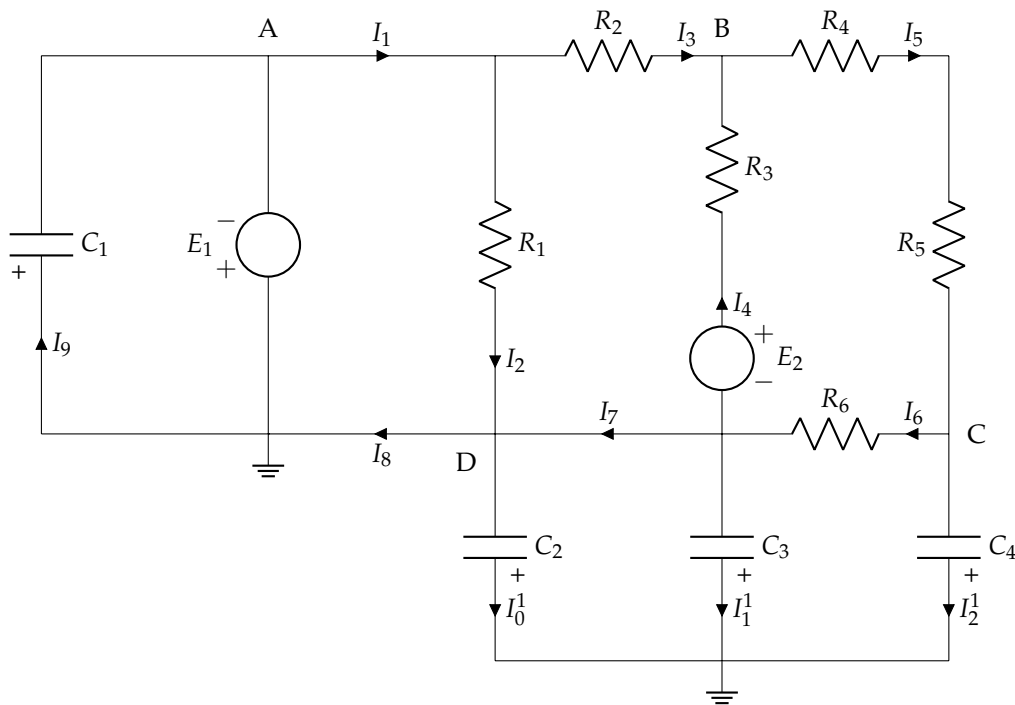 A I₁ R₂ I₃ B R₄ I₅
R₃
− E₁ + C₁ + R₁ R₅
I₄
I₉ I₂ + E₂ −
R₆
I₇ I₆ C
I₈
D
C₂ C₃ C₄
+ + +
I₀¹ I₁¹ I₂¹